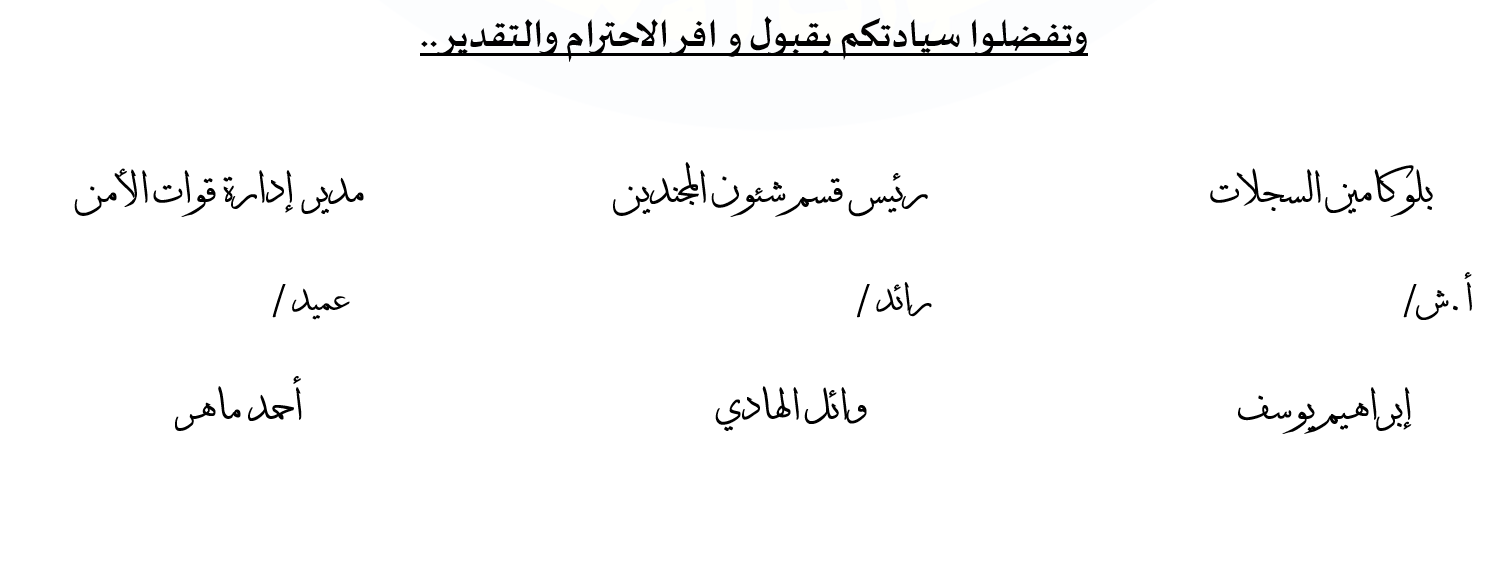 وتفضلوا سيادتكم بقبول و افر الاحترام والتقدير..
بلوكامين السجلات رئيس قسم شئون المجندين مدير إدارة قوات الأمن
أ.ش/ رائد / عميد /
إبراهيم يوسف وائل الهادي أحمد ماهر